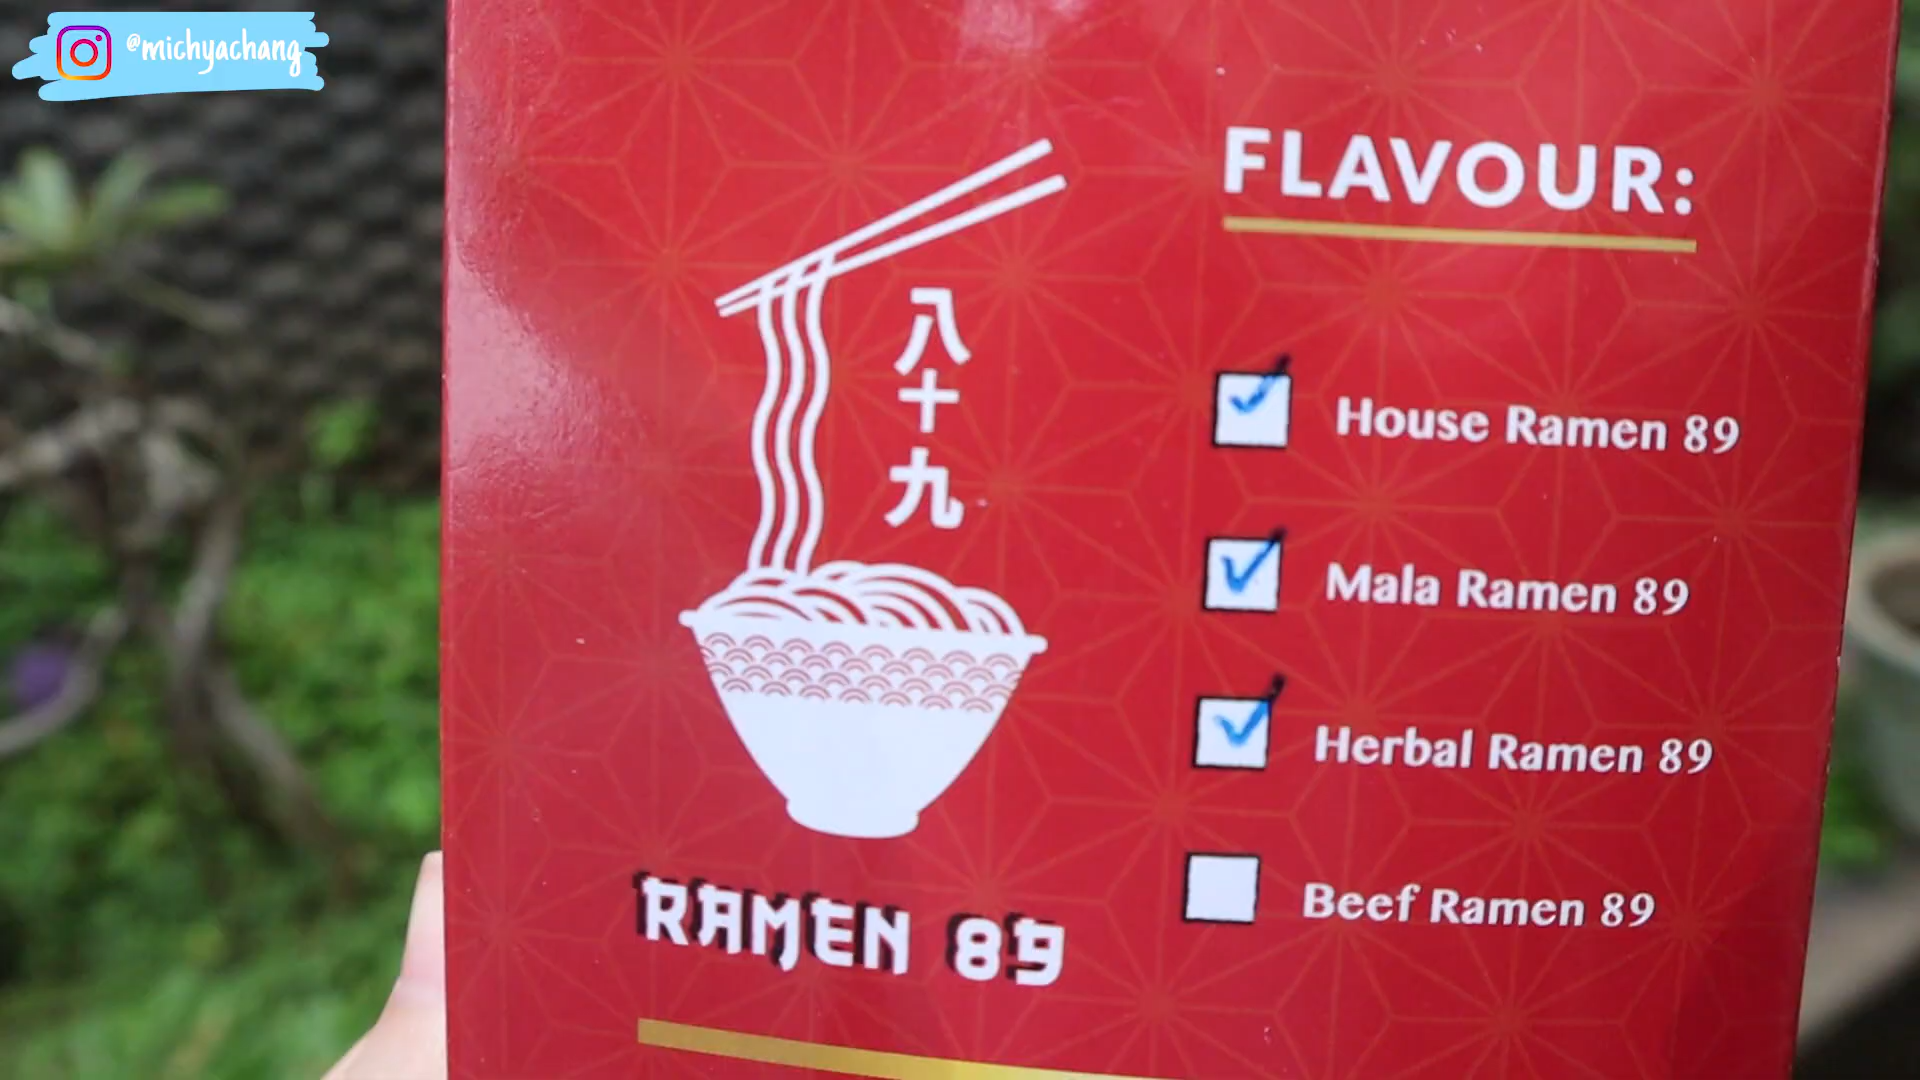 @michyachang
八十九
RAMEN 89
FLAVOUR:
House Ramen 89
Mala Ramen 89
Herbal Ramen 89
Beef Ramen 89